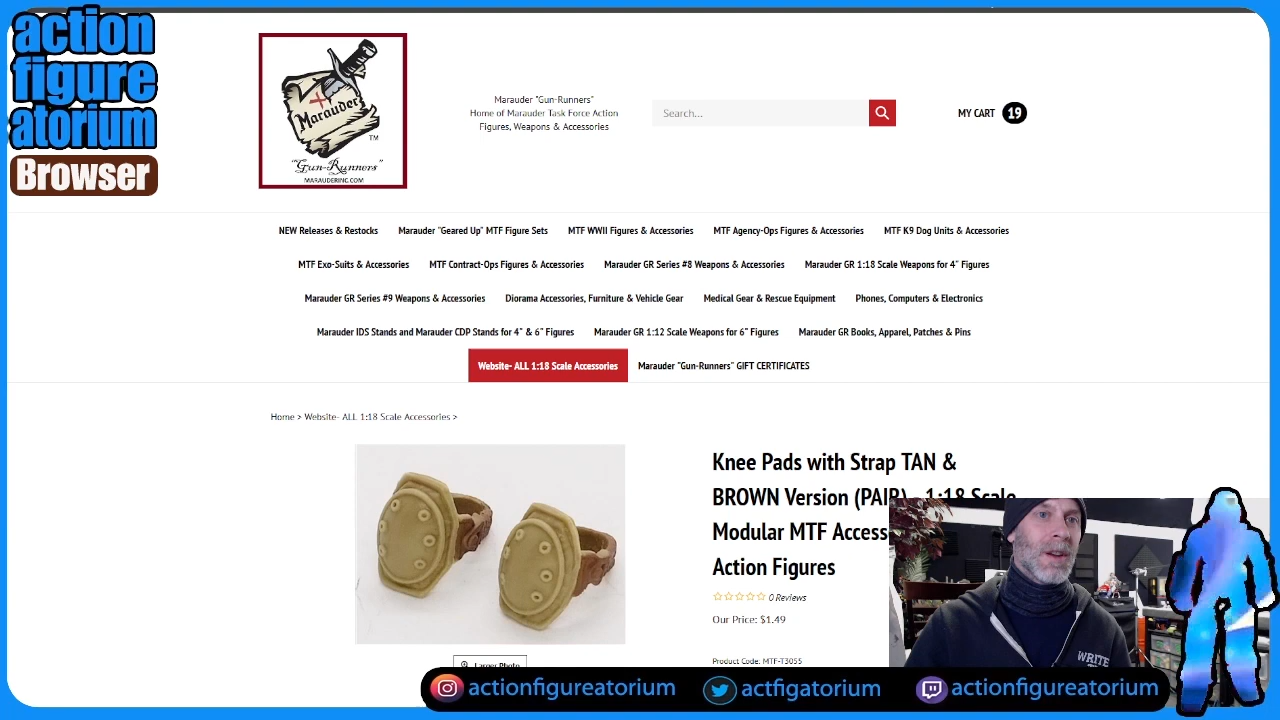 action
figure
atorium
Browser
Marauder
TM
"Gun-Runners"
MARAUDERINC.COM
Marauder "Gun-Runners"
Home of Marauder Task Force Action
Figures, Weapons & Accessories
Search...
MY CART 19
NEW Releases & Restocks Marauder "Geared Up" MTF Figure Sets MTF WWII Figures & Accessories MTF Agency-Ops Figures & Accessories MTF K9 Dog Units & Accessories
MTF Exo-Suits & Accessories MTF Contract-Ops Figures & Accessories Marauder GR Series #8 Weapons & Accessories Marauder GR 1:18 Scale Weapons for 4" Figures
Marauder GR Series #9 Weapons & Accessories Diorama Accessories, Furniture & Vehicle Gear Medical Gear & Rescue Equipment Phones, Computers & Electronics
Marauder IDS Stands and Marauder CDP Stands for 4" & 6" Figures Marauder GR 1:12 Scale Weapons for 6" Figures Marauder GR Books, Apparel, Patches & Pins
Website- ALL 1:18 Scale Accessories Marauder "Gun-Runners" GIFT CERTIFICATES
Home > Website- ALL 1:18 Scale Accessories >
Knee Pads with Strap TAN &
BROWN Version (PAIR) - 1:18 Scale
Modular MTF Access
Action Figures
0 Reviews
Our Price: $1.49
Product Code: MTF-T3055
Larger Photo
WRITE
actionfigureatorium actfigatorium actionfigureatorium